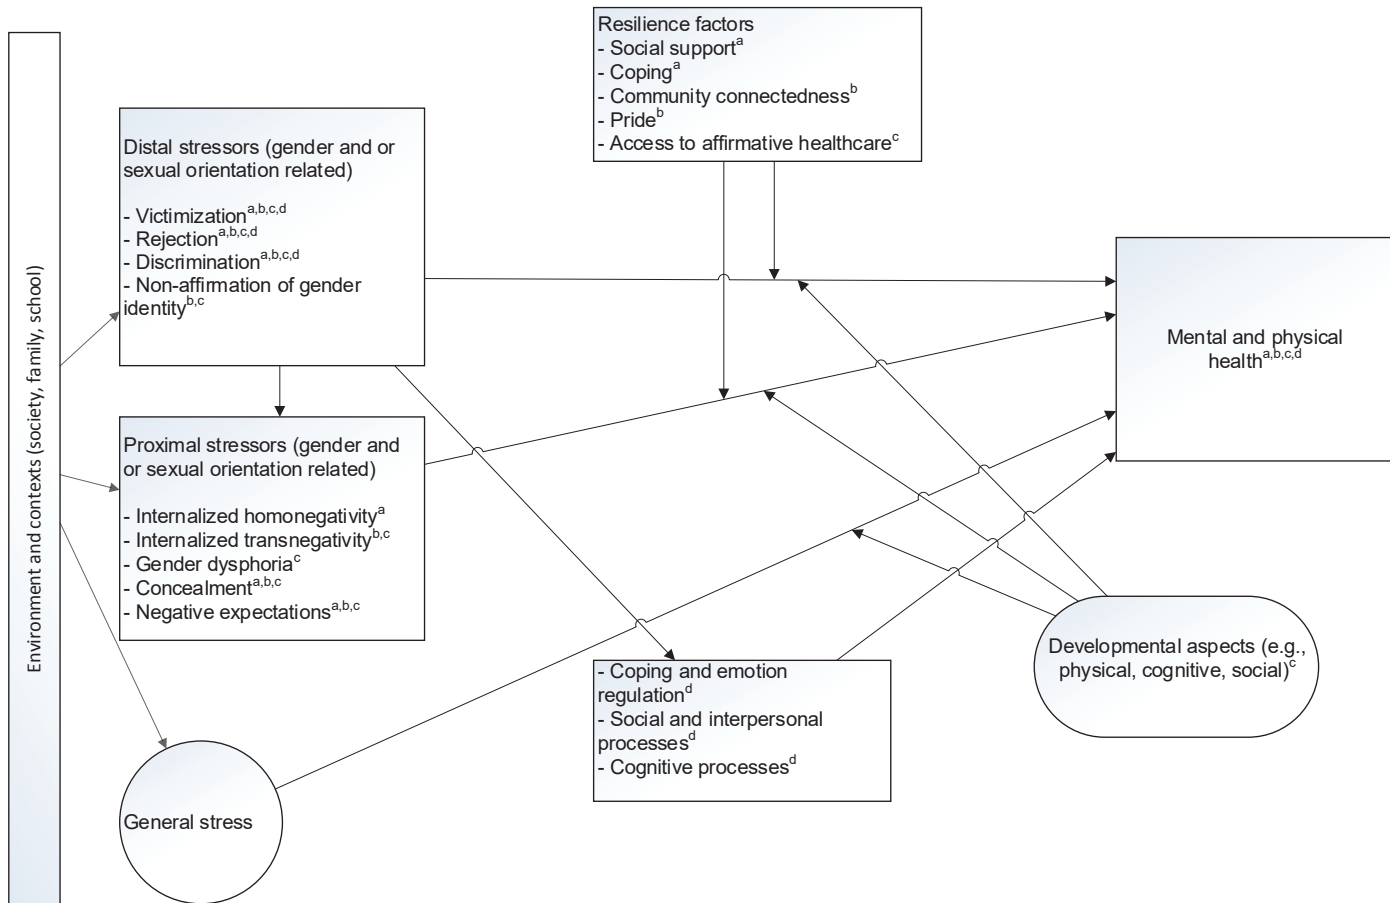 Environment and contexts (society, family, school)
Distal stressors (gender and or
sexual orientation related)
- Victimization^a,b,c,d
- Rejection^a,b,c,d
- Discrimination^a,b,c,d
- Non-affirmation of gender
identity^b,c
Proximal stressors (gender and
or sexual orientation related)
- Internalized homonegativity^a
- Internalized transnegativity^b,c
- Gender dysphoria^c
- Concealment^a,b,c
- Negative expectations^a,b,c
General stress
Resilience factors
- Social support^a
- Coping^a
- Community connectedness^b
- Pride^b
- Access to affirmative healthcare^c
- Coping and emotion
regulation^d
- Social and interpersonal
processes^d
- Cognitive processes^d
Mental and physical
health^a,b,c,d
Developmental aspects (e.g.,
physical, cognitive, social)^c